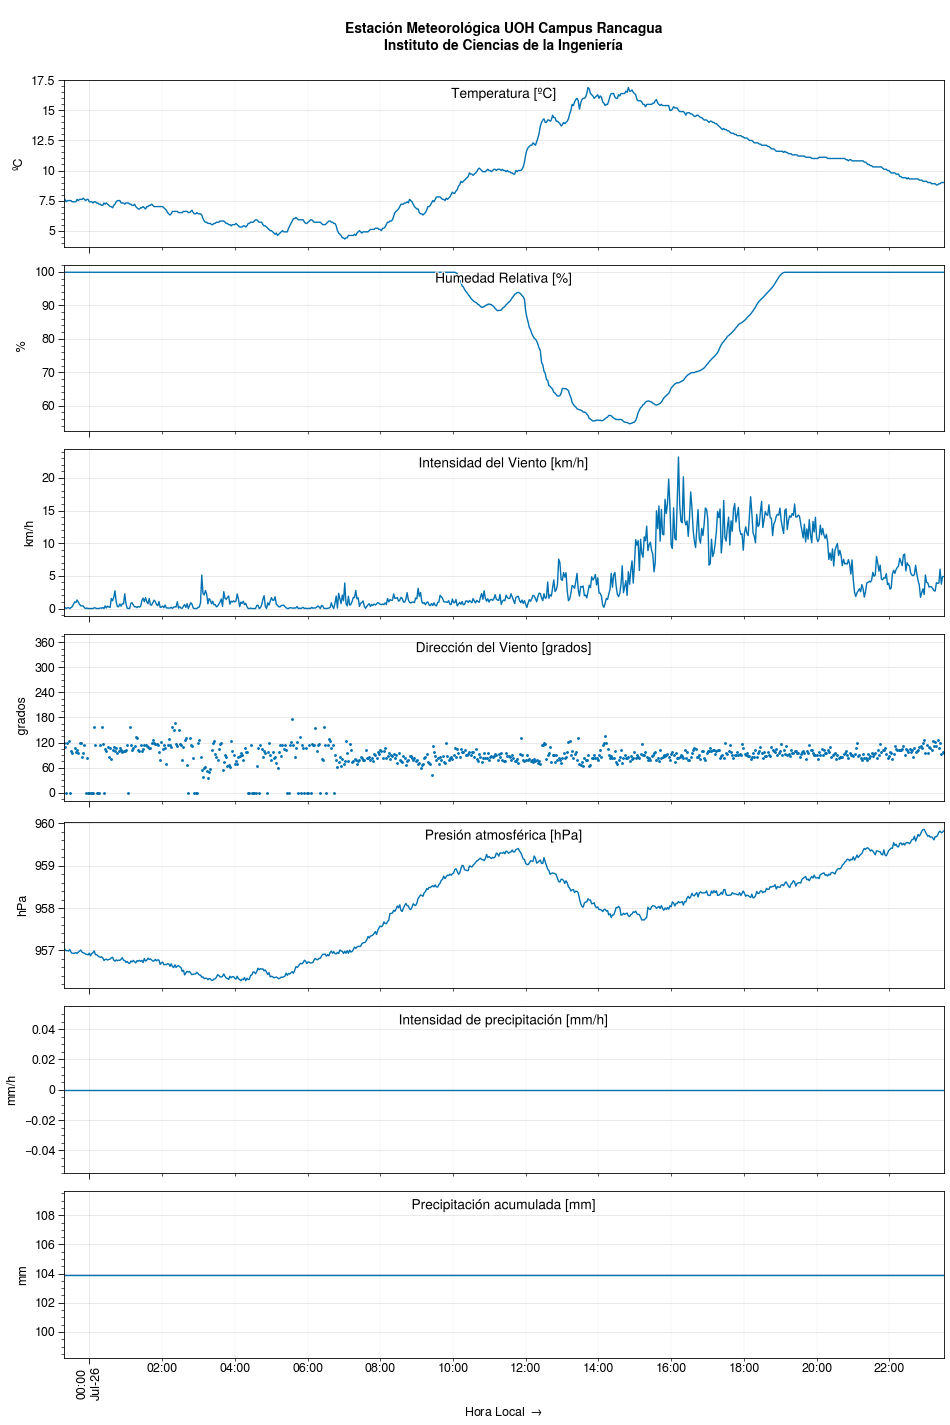 Estación Meteorológica UOH Campus Rancagua
Instituto de Ciencias de la Ingeniería
Temperatura [ºC]
ºC
17.5
15
12.5
10
7.5
5
Humedad Relativa [%]
%
100
90
80
70
60
Intensidad del Viento [km/h]
km/h
20
15
10
5
0
Dirección del Viento [grados]
grados
360
300
240
180
120
60
0
Presión atmosférica [hPa]
hPa
960
959
958
957
Intensidad de precipitación [mm/h]
mm/h
0.04
0.02
0
−0.02
−0.04
Precipitación acumulada [mm]
mm
108
106
104
102
100
00:00
Jul-26
02:00
04:00
06:00
08:00
10:00
12:00
14:00
16:00
18:00
20:00
22:00
Hora Local →